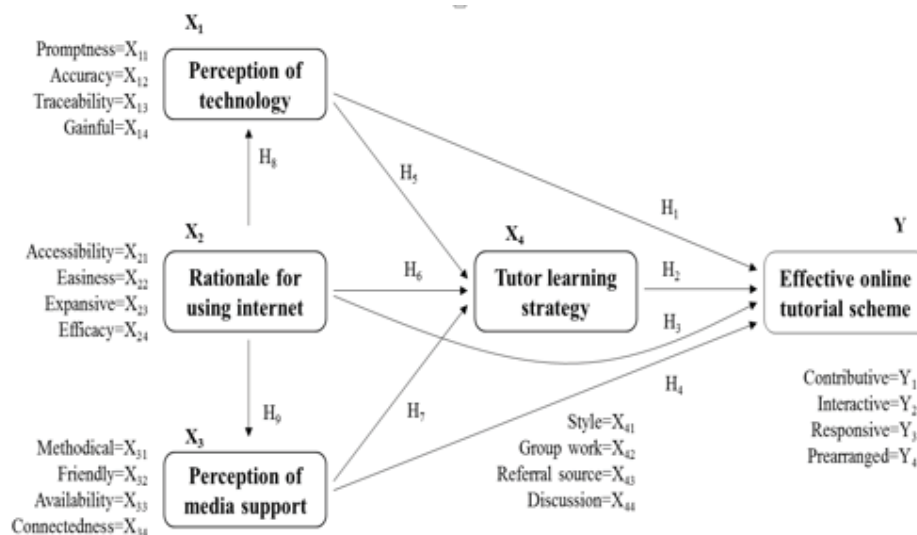 X₁
Promptness=X₁₁
Accuracy=X₁₂
Traceability=X₁₃
Gainful=X₁₄
Perception of
technology
H₈
H₅
H₁
X₂
Accessibility=X₂₁
Easiness=X₂₂
Expansive=X₂₃
Efficacy=X₂₄
Rationale for
using internet
H₆
X₄
Tutor learning
strategy
H₂
Y
Effective online
tutorial scheme
H₃
H₄
H₉
H₇
X₃
Methodical=X₃₁
Friendly=X₃₂
Availability=X₃₃
Connectedness=X₃₄
Perception of
media support
Style=X₄₁
Group work=X₄₂
Referral source=X₄₃
Discussion=X₄₄
Contributive=Y₁
Interactive=Y₂
Responsive=Y₃
Prearranged=Y₄